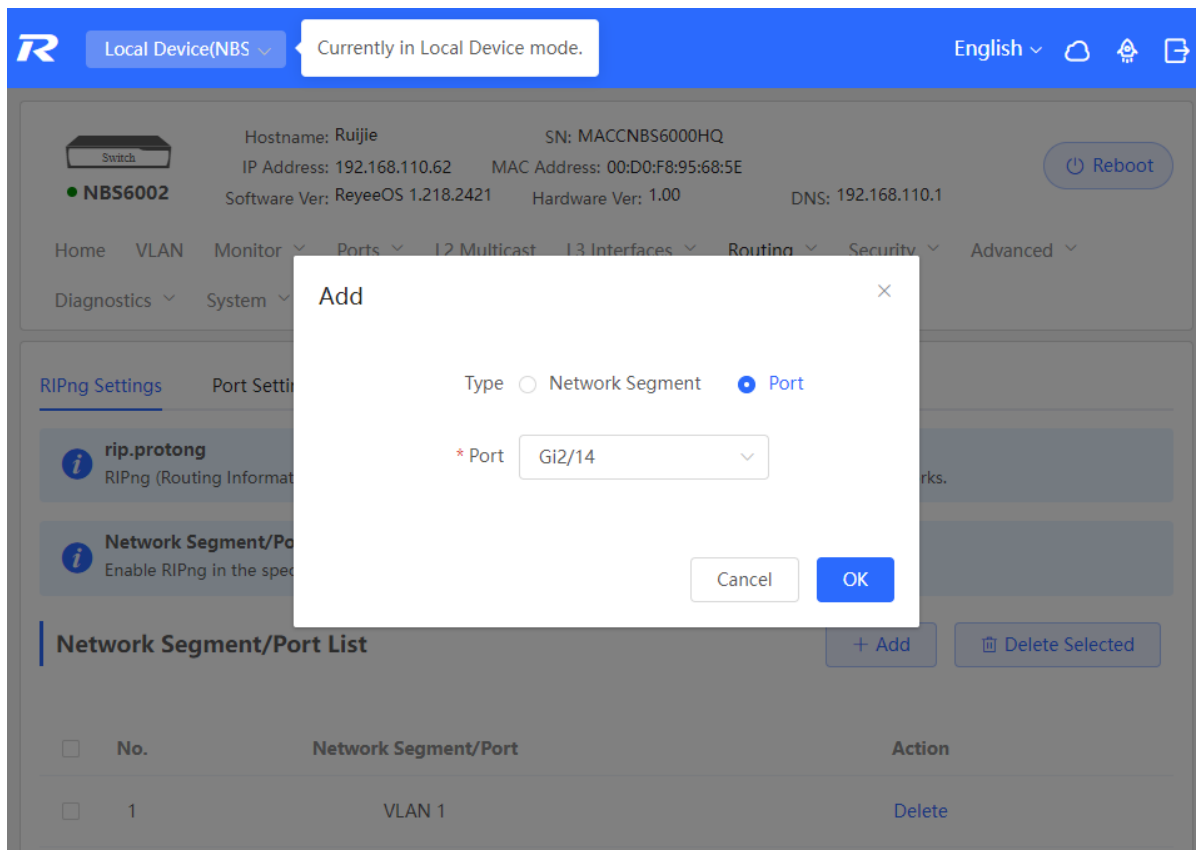 Local Device(NBS
Currently in Local Device mode.
English
Switch
NBS6002
Hostname: Ruijie
SN: MACCNBS6000HQ
IP Address: 192.168.110.62
MAC Address: 00:D0:F8:95:68:5E
Software Ver: ReyeeOS 1.218.2421
Hardware Ver: 1.00
DNS: 192.168.110.1
Reboot
Home VLAN Monitor Ports L2 Multicast L3 Interfaces Routing Security Advanced
Diagnostics System
Add
Type Network Segment Port
* Port Gi2/14
Cancel OK
RIPng Settings Port Settin
rip.protong
RIPng (Routing Informat
rks.
Network Segment/Po
Enable RIPng in the spec
Network Segment/Port List
+ Add Delete Selected
No. Network Segment/Port Action
1 VLAN 1 Delete